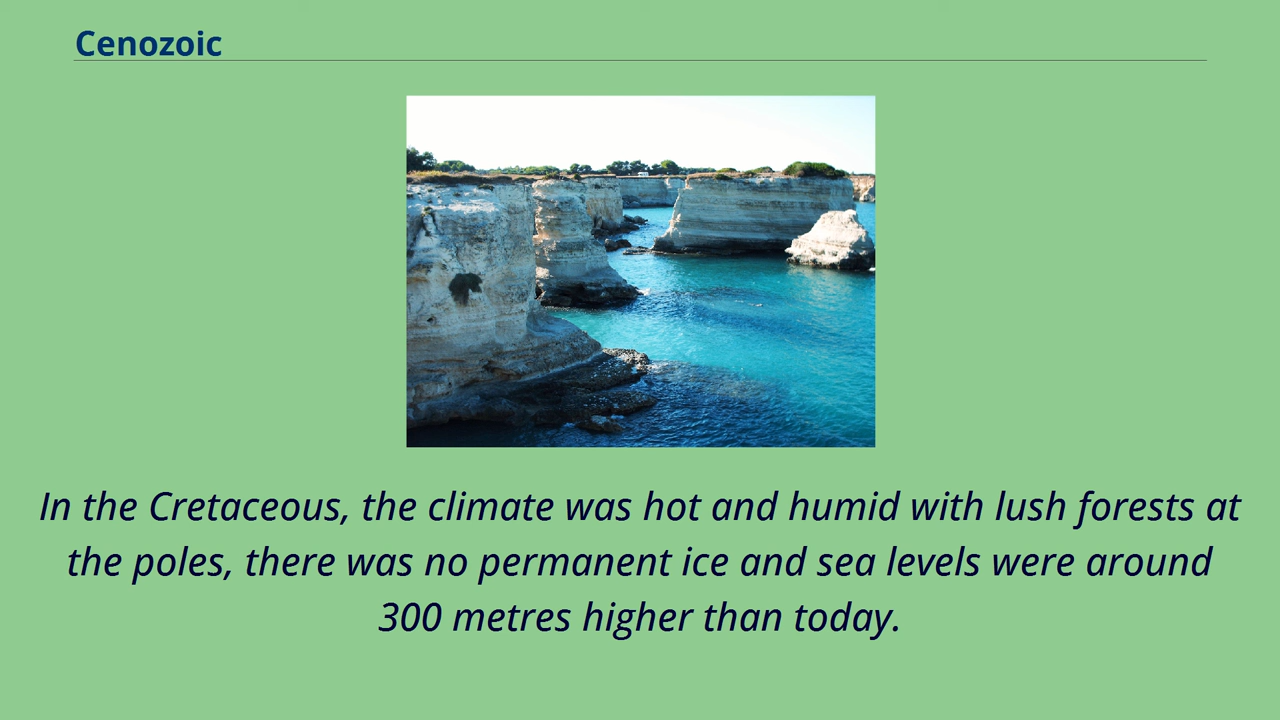 Cenozoic
In the Cretaceous, the climate was hot and humid with lush forests at
the poles, there was no permanent ice and sea levels were around
300 metres higher than today.